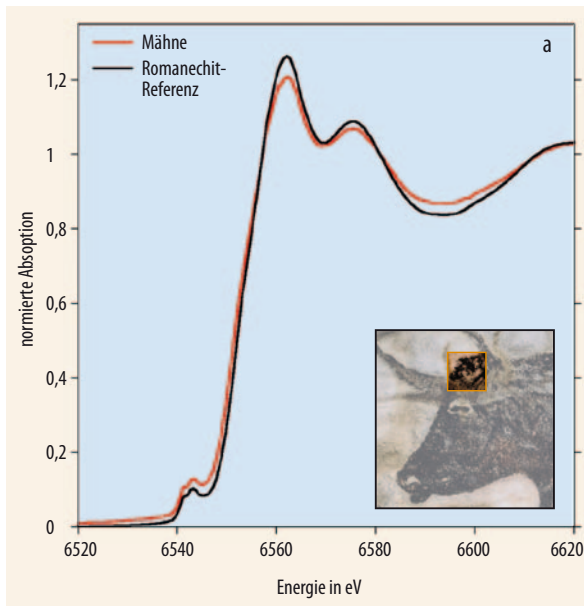 Mähne
Romanechit-
Referenz
a
1,2
1
0,8
0,6
0,4
0,2
0
normierte Absoption
6520 6540 6560 6580 6600 6620
Energie in eV